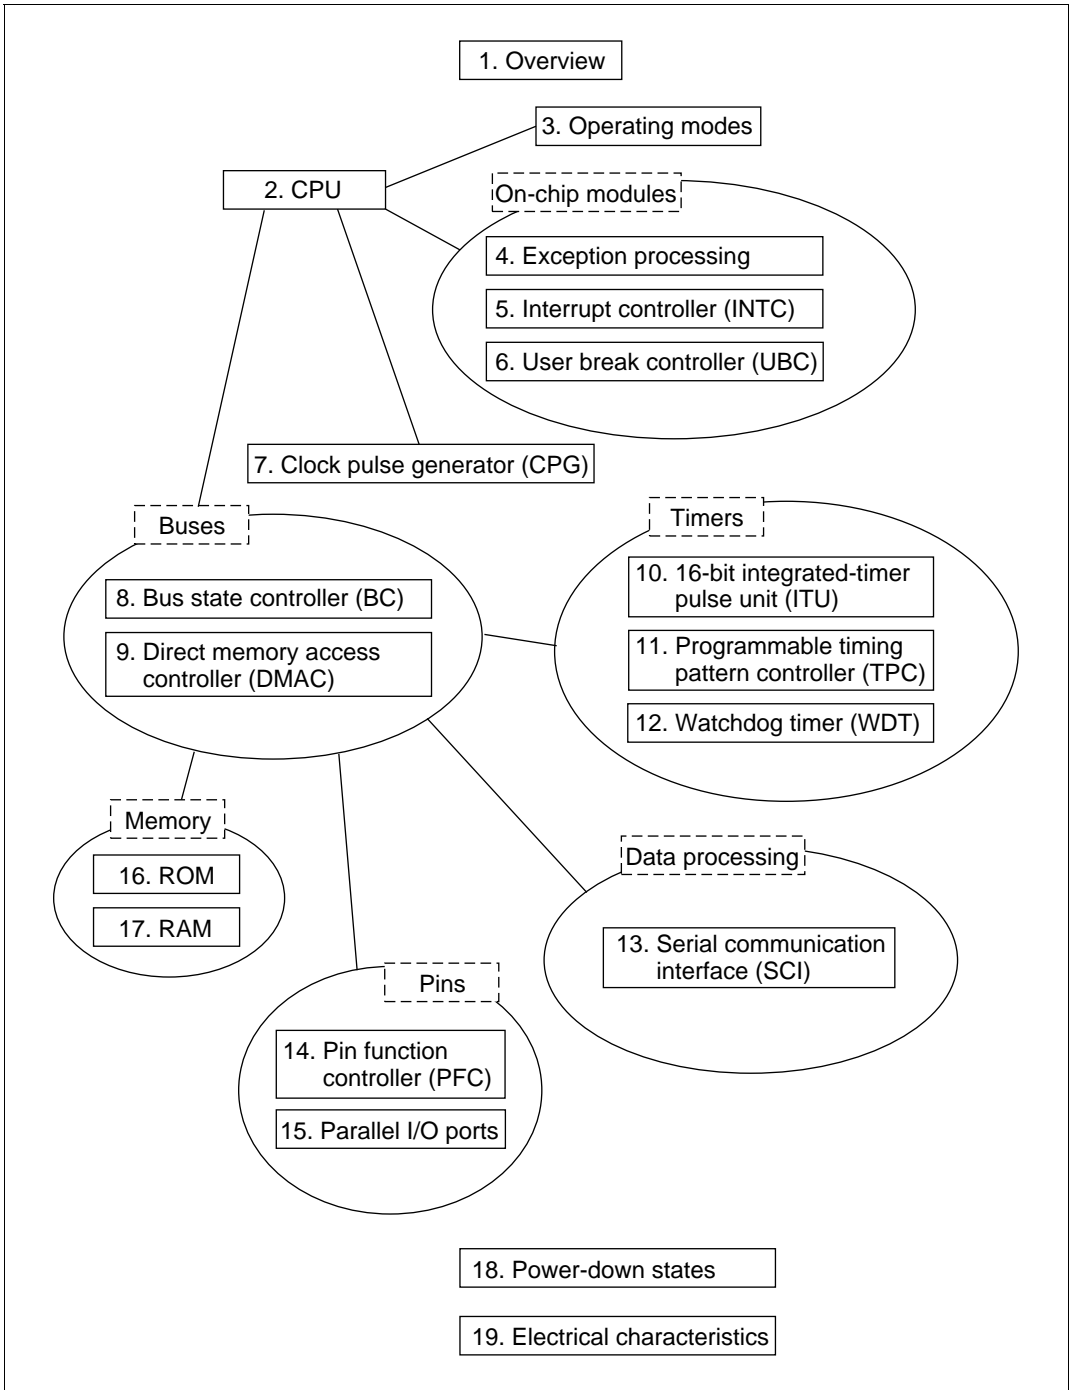 1. Overview
3. Operating modes
2. CPU
On-chip modules
4. Exception processing
5. Interrupt controller (INTC)
6. User break controller (UBC)
7. Clock pulse generator (CPG)
Buses
8. Bus state controller (BC)
9. Direct memory access
controller (DMAC)
Timers
10. 16-bit integrated-timer
pulse unit (ITU)
11. Programmable timing
pattern controller (TPC)
12. Watchdog timer (WDT)
Memory
16. ROM
17. RAM
Data processing
13. Serial communication
interface (SCI)
Pins
14. Pin function
controller (PFC)
15. Parallel I/O ports
18. Power-down states
19. Electrical characteristics